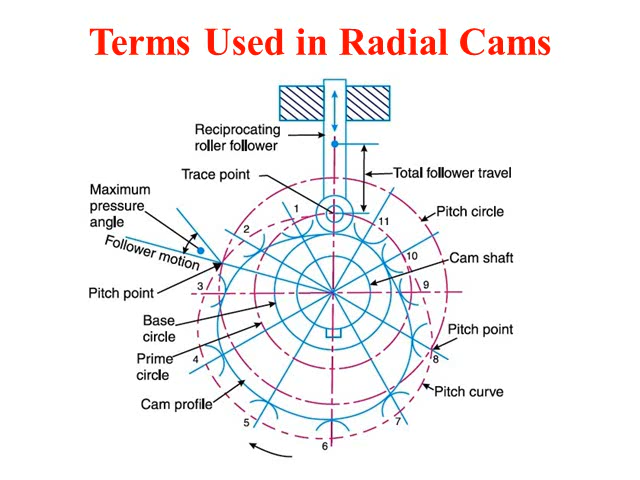 Terms Used in Radial Cams
Reciprocating
roller follower
Trace point
Total follower travel
Maximum
pressure
angle
Pitch circle
Follower motion
Cam shaft
Pitch point
Base
circle
Prime
circle
Pitch point
Cam profile
Pitch curve
1
2
3
4
5
6
7
8
9
10
11